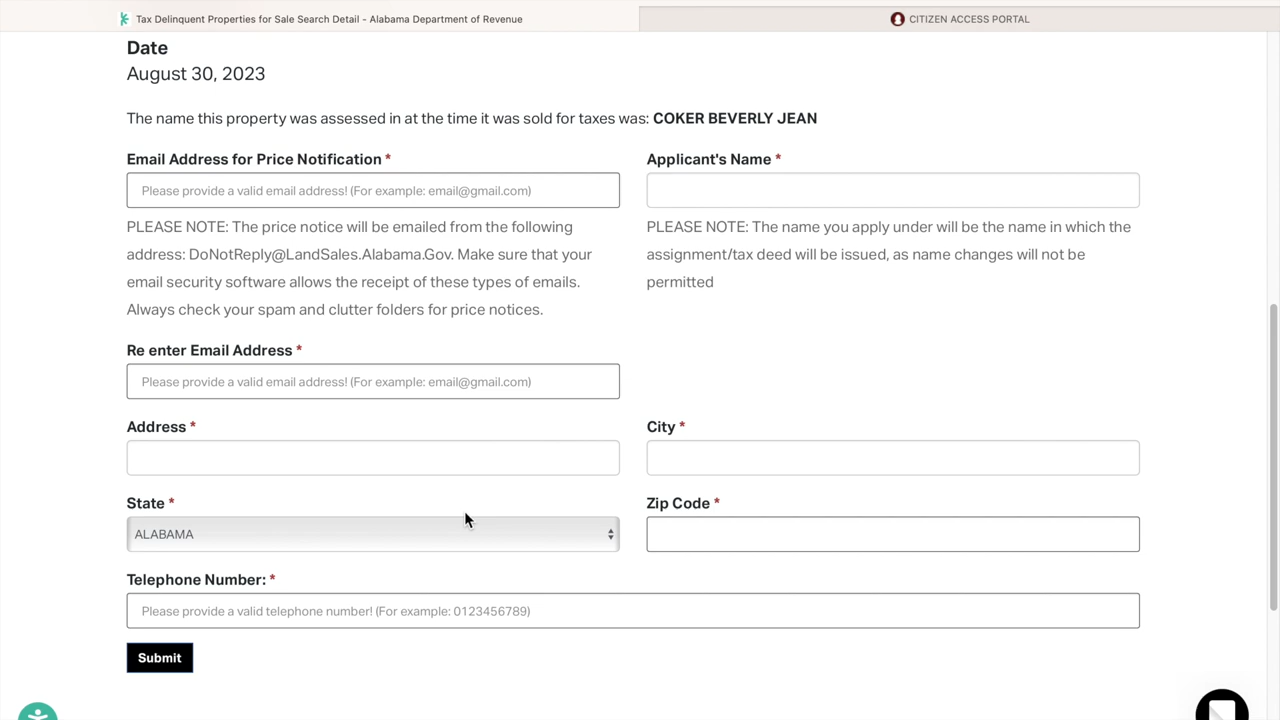 Tax Delinquent Properties for Sale Search Detail - Alabama Department of Revenue
CITIZEN ACCESS PORTAL
Date
August 30, 2023
The name this property was assessed in at the time it was sold for taxes was: COKER BEVERLY JEAN
Email Address for Price Notification *
Please provide a valid email address! (For example: email@gmail.com)
PLEASE NOTE: The price notice will be emailed from the following
address: DoNotReply@LandSales.Alabama.Gov. Make sure that your
email security software allows the receipt of these types of emails.
Always check your spam and clutter folders for price notices.
Applicant's Name *
PLEASE NOTE: The name you apply under will be the name in which the
assignment/tax deed will be issued, as name changes will not be
permitted
Re enter Email Address *
Please provide a valid email address! (For example: email@gmail.com)
Address *
City *
State *
ALABAMA
Zip Code *
Telephone Number: *
Please provide a valid telephone number! (For example: 0123456789)
Submit